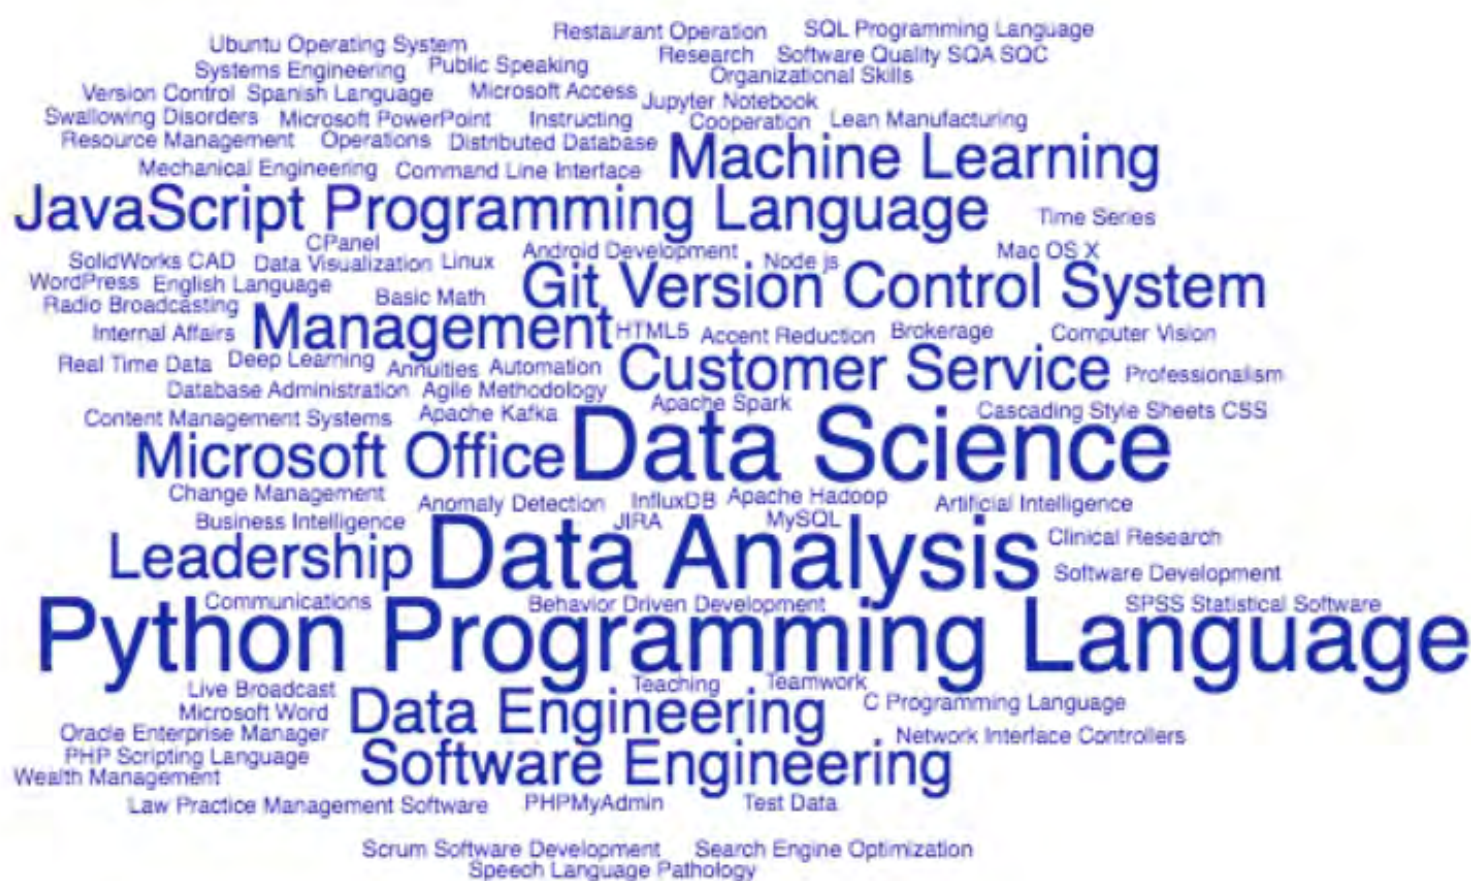 Restaurant Operation SQL Programming Language
Ubuntu Operating System Research Software Quality SQA SQC
Systems Engineering Public Speaking Organizational Skills
Version Control Spanish Language Microsoft Access Jupyter Notebook
Swallowing Disorders Microsoft PowerPoint Instructing Cooperation Lean Manufacturing
Resource Management Operations Distributed Database
Machine Learning
Mechanical Engineering Command Line Interface
JavaScript Programming Language Time Series
CPanel Android Development Mac OS X
SolidWorks CAD Data Visualization Linux Node js
WordPress English Language Basic Math Git Version Control System
Radio Broadcasting
Internal Affairs Management HTML5 Accent Reduction Brokerage Computer Vision
Real Time Data Deep Learning Annuities Automation Customer Service Professionalism
Database Administration Agile Methodology
Content Management Systems Apache Kafka Apache Spark Cascading Style Sheets CSS
Microsoft Office Data Science
Change Management Anomaly Detection InfluxDB Apache Hadoop Artificial Intelligence
Business Intelligence JIRA MySQL
Leadership Data Analysis Clinical Research
Software Development
Communications Behavior Driven Development SPSS Statistical Software
Python Programming Language
Live Broadcast Teaching Teamwork
Microsoft Word Data Engineering C Programming Language
Oracle Enterprise Manager Network Interface Controllers
PHP Scripting Language
Wealth Management Software Engineering
Law Practice Management Software PHPMyAdmin Test Data
Scrum Software Development Search Engine Optimization
Speech Language Pathology